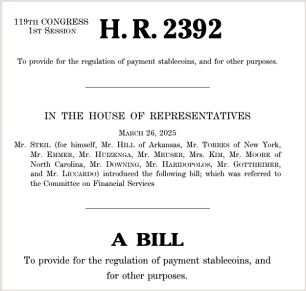 119TH CONGRESS
1ST SESSION
H. R. 2392
To provide for the regulation of payment stablecoins, and for other purposes.
IN THE HOUSE OF REPRESENTATIVES
MARCH 26, 2025
Mr. STEIL (for himself, Mr. HILL of Arkansas, Mr. TORRES of New York,
Mr. EMMER, Mr. HUIZENGA, Mr. MEUSER, Mrs. KIM, Mr. MOORE of
North Carolina, Mr. DOWNING, Mr. HARIDOPOLOS, Mr. GOTTHEIMER,
and Mr. LICCARDO) introduced the following bill; which was referred to
the Committee on Financial Services
A BILL
To provide for the regulation of payment stablecoins, and
for other purposes.